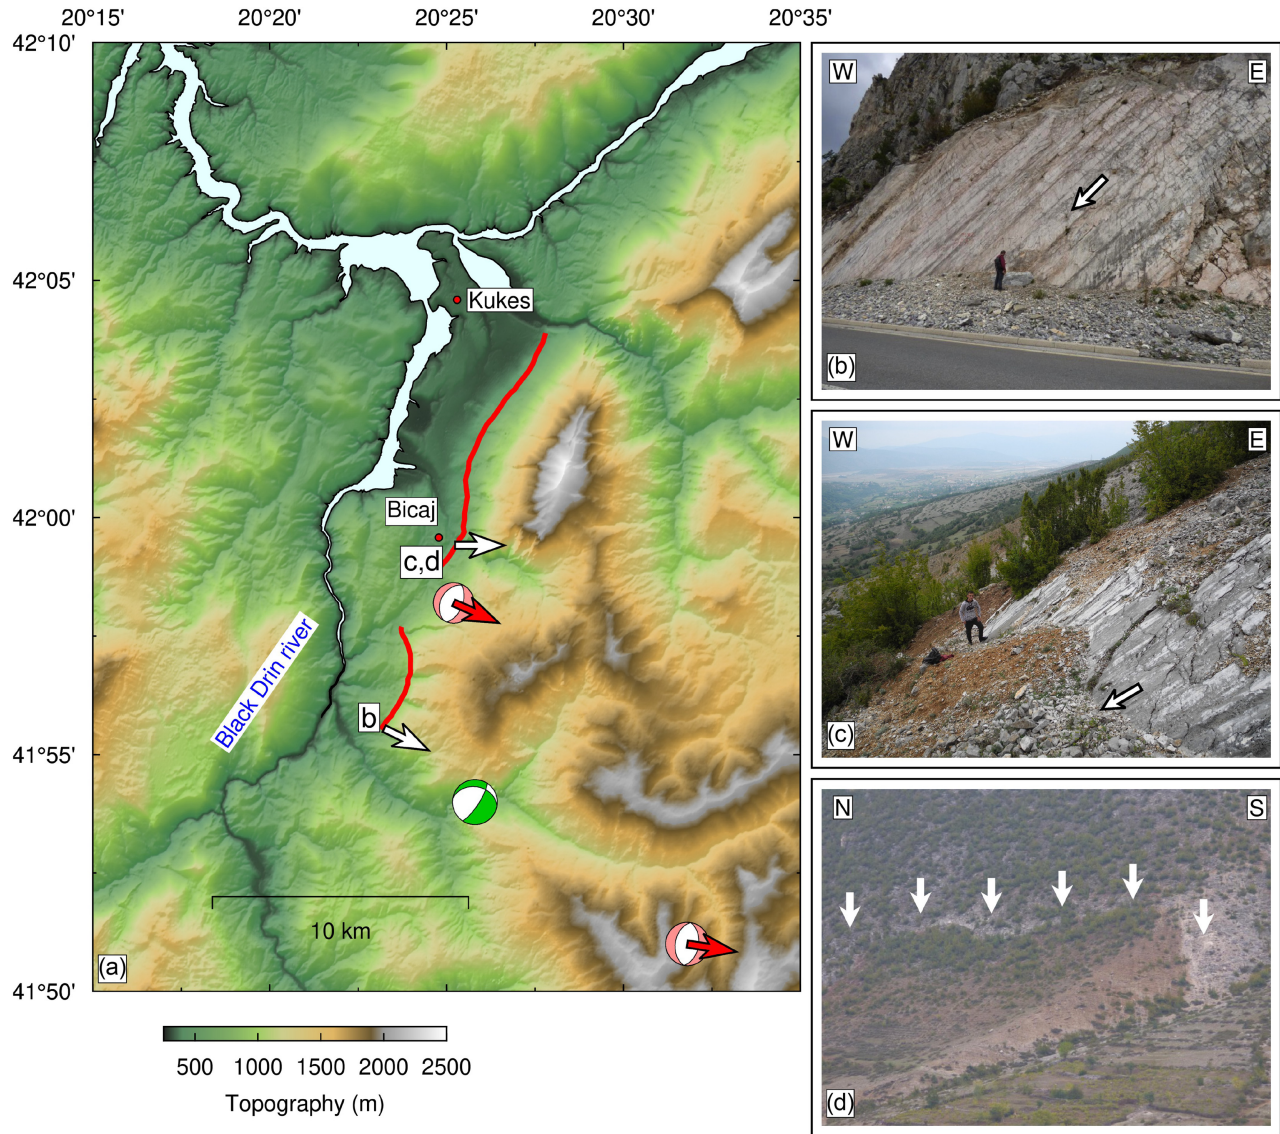 20°15' 20°20' 20°25' 20°30' 20°35'
42°10'
42°05'
42°00'
41°55'
41°50'
Kukes
Bicaj
c,d
b
Black Drin river
10 km
(a)
500 1000 1500 2000 2500
Topography (m)
W E
(b)
W E
(c)
N S
(d)